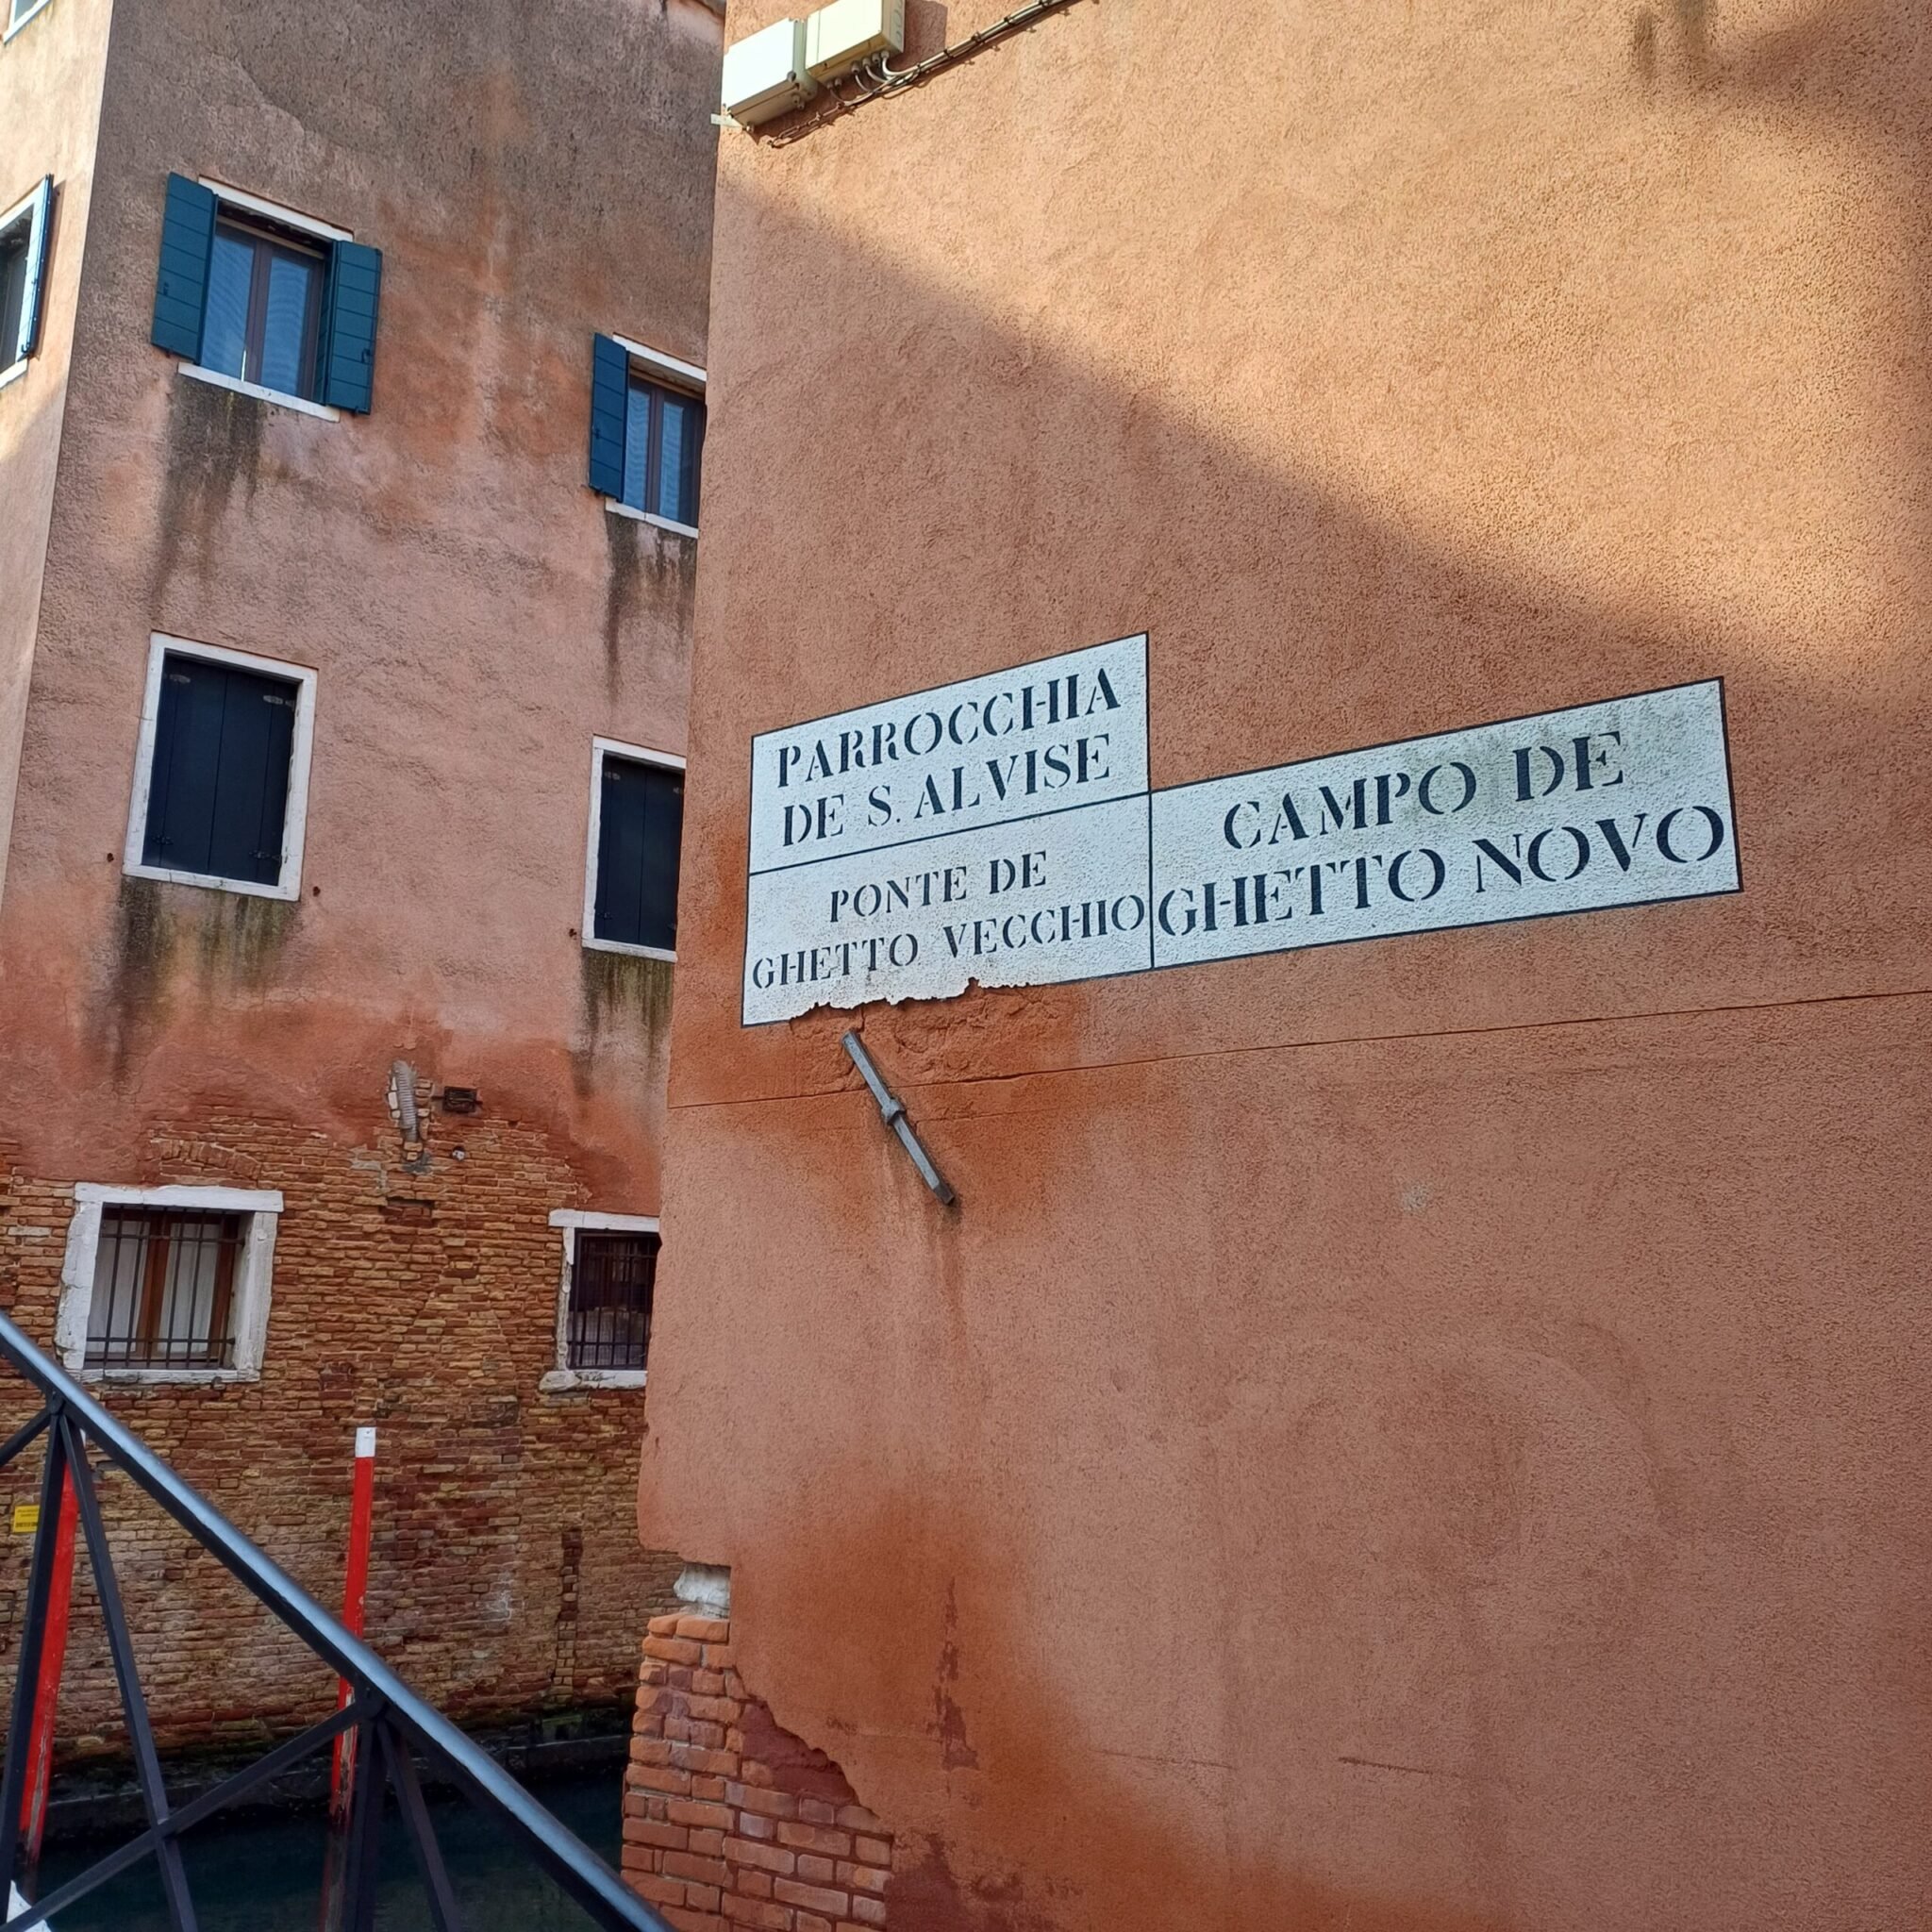 PARROCCHIA
DE S. ALVISE
PONTE DE
GHETTO VECCHIO
CAMPO DE
GHETTO NOVO